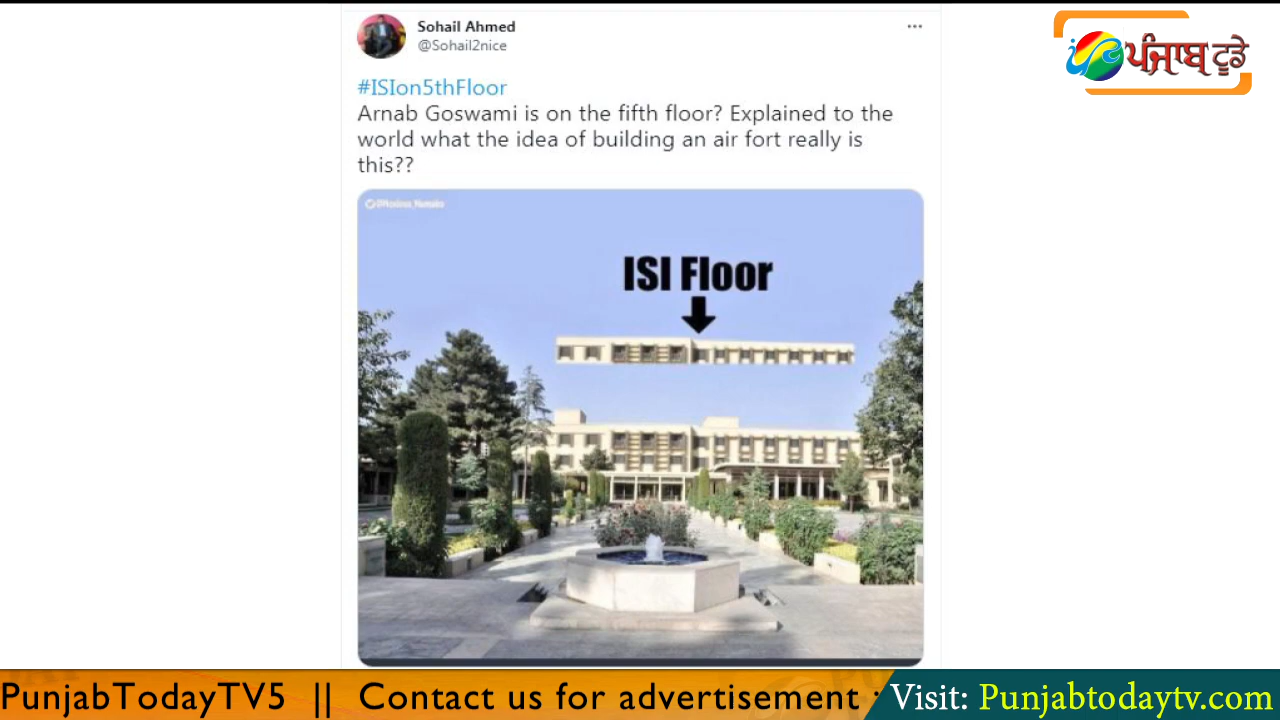 Sohail Ahmed
@Sohail2nice
ਪੰਜਾਬ ਟੂਡੇ
#ISIon5thFloor
Arnab Goswami is on the fifth floor? Explained to the
world what the idea of building an air fort really is
this??
ISI Floor
PunjabTodayTV5 || Contact us for advertisement :
Visit: Punjabtodaytv.com